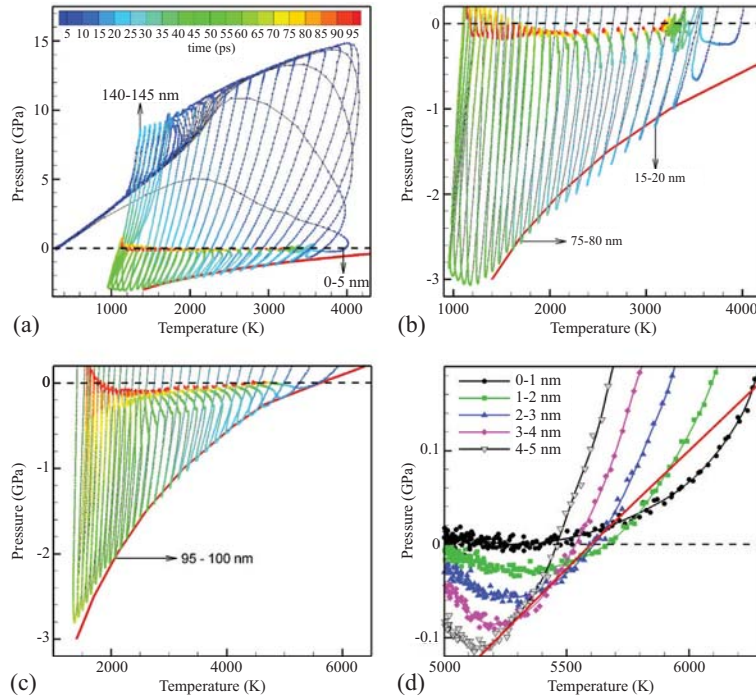 5 10 15 20 25 30 35 40 45 50 55 60 65 70 75 80 85 90 95
time (ps)
15
10
5
0
140-145 nm
0-5 nm
Pressure (GPa)
1000 2000 3000 4000
Temperature (K)
(a)
0
-1
-2
-3
15-20 nm
75-80 nm
Pressure (GPa)
1000 2000 3000 4000
Temperature (K)
(b)
0
-1
-2
-3
95 - 100 nm
Pressure (GPa)
2000 4000 6000
Temperature (K)
(c)
0-1 nm
1-2 nm
2-3 nm
3-4 nm
4-5 nm
0.1
0
-0.1
Pressure (GPa)
5000 5500 6000
Temperature (K)
(d)